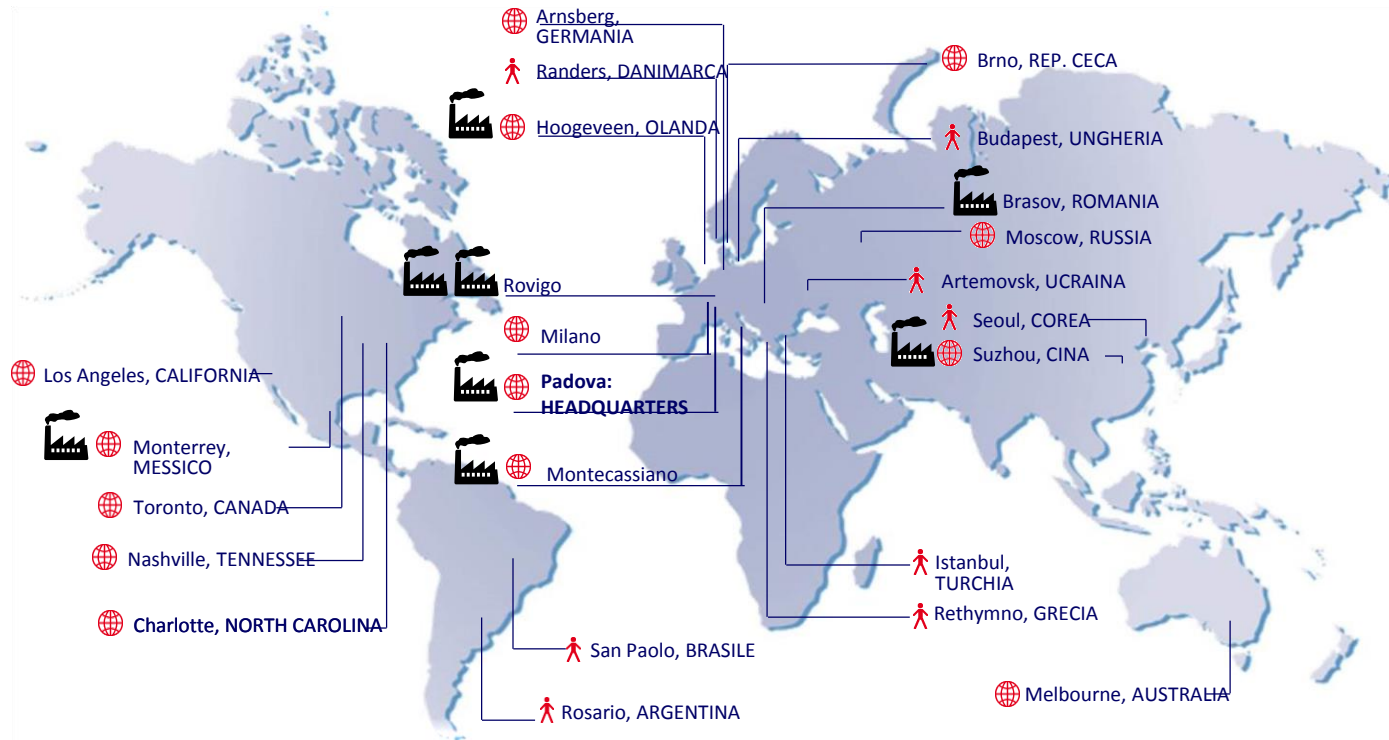 Arnsberg,
GERMANIA
Randers, DANIMARCA
Hoogeveen, OLANDA
Brno, REP. CECA
Budapest, UNGHERIA
Brasov, ROMANIA
Moscow, RUSSIA
Artemovsk, UCRAINA
Seoul, COREA
Suzhou, CINA
Rovigo
Milano
Padova:
HEADQUARTERS
Montecassiano
Los Angeles, CALIFORNIA
Monterrey,
MESSICO
Toronto, CANADA
Nashville, TENNESSEE
Charlotte, NORTH CAROLINA
San Paolo, BRASILE
Rosario, ARGENTINA
Istanbul,
TURCHIA
Rethymno, GRECIA
Melbourne, AUSTRALIA